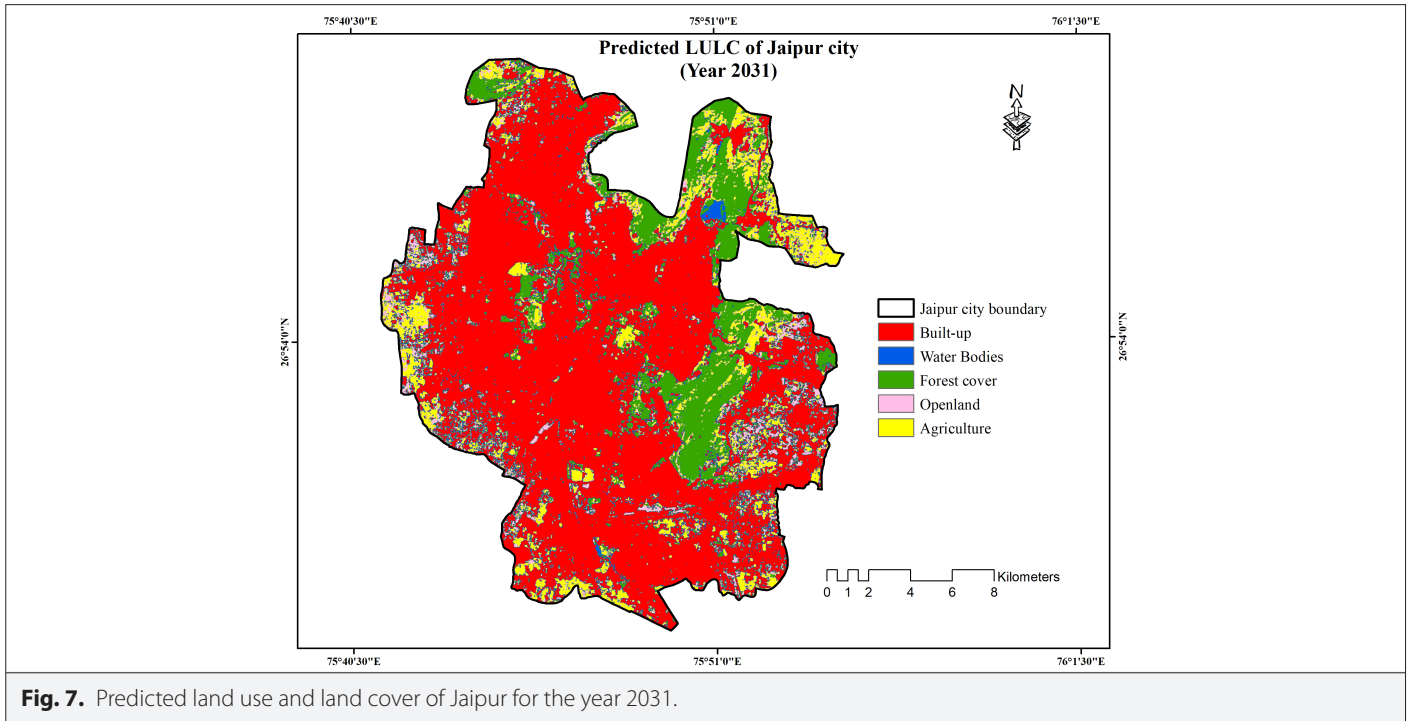 75°40'30"E
75°51'0"E
76°1'30"E
Predicted LULC of Jaipur city
(Year 2031)
N
26°54'0"N
26°54'0"N
Jaipur city boundary
Built-up
Water Bodies
Forest cover
Openland
Agriculture
Kilometers
0 1 2 4 6 8
75°40'30"E
75°51'0"E
76°1'30"E
Fig. 7. Predicted land use and land cover of Jaipur for the year 2031.